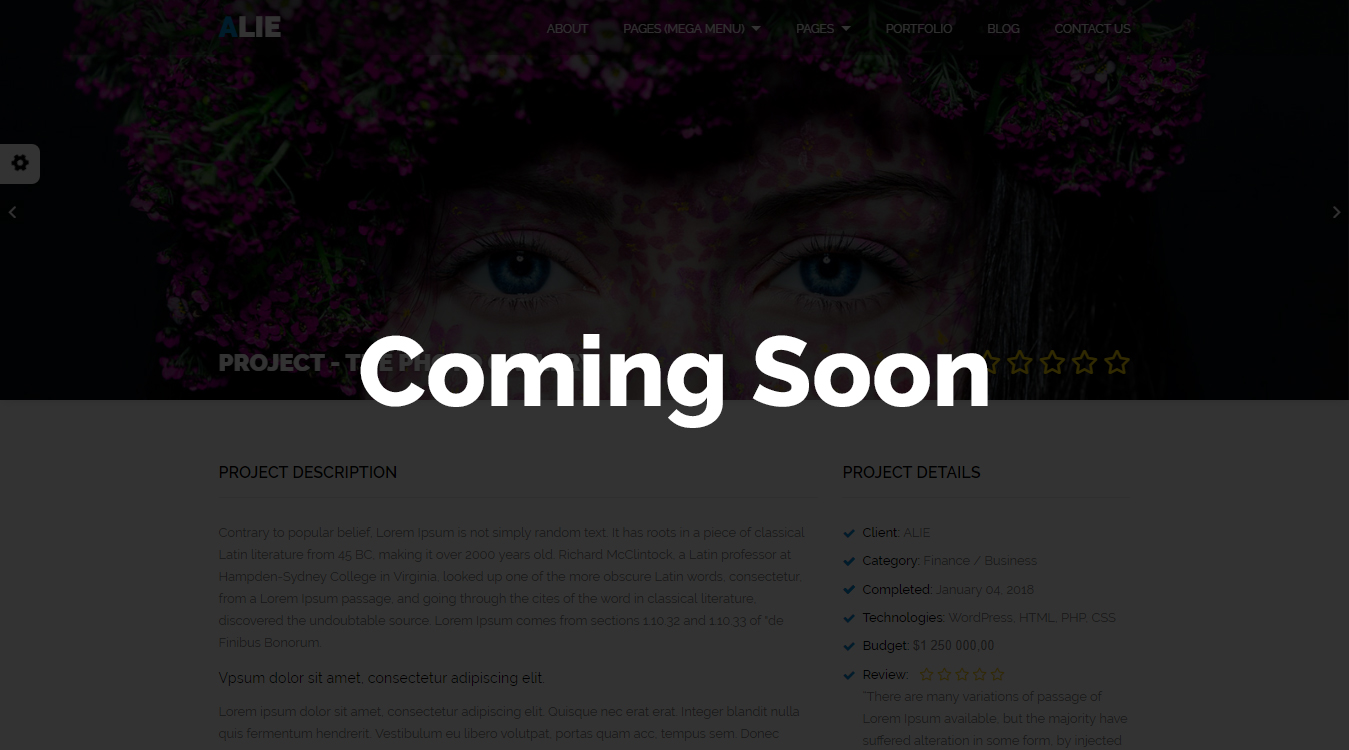 ALIE
ABOUT PAGES (MEGA MENU) PAGES PORTFOLIO BLOG CONTACT US
PROJECT - THE
Coming Soon
PROJECT DESCRIPTION
Contrary to popular belief, Lorem Ipsum is not simply random text. It has roots in a piece of classical
Latin literature from 45 BC, making it over 2000 years old. Richard McClintock, a Latin professor at
Hampden-Sydney College in Virginia, looked up one of the more obscure Latin words, consectetur,
from a Lorem Ipsum passage, and going through the cites of the word in classical literature,
discovered the undoubtable source. Lorem Ipsum comes from sections 1.10.32 and 1.10.33 of "de
Finibus Bonorum.
Vpsum dolor sit amet, consectetur adipiscing elit.
Lorem ipsum dolor sit amet, consectetur adipiscing elit. Quisque nec erat erat. Integer blandit nulla
quis fermentum hendrerit. Vestibulum eu libero volutpat, portas quam acc, tempus sem. Donec
PROJECT DETAILS
Client: ALIE
Category: Finance / Business
Completed: January 04, 2018
Technologies: WordPress, HTML, PHP, CSS
Budget: $1 250 000,00
Review:
"There are many variations of passage of
Lorem Ipsum available, but the majority have
suffered alteration in some form, by injected